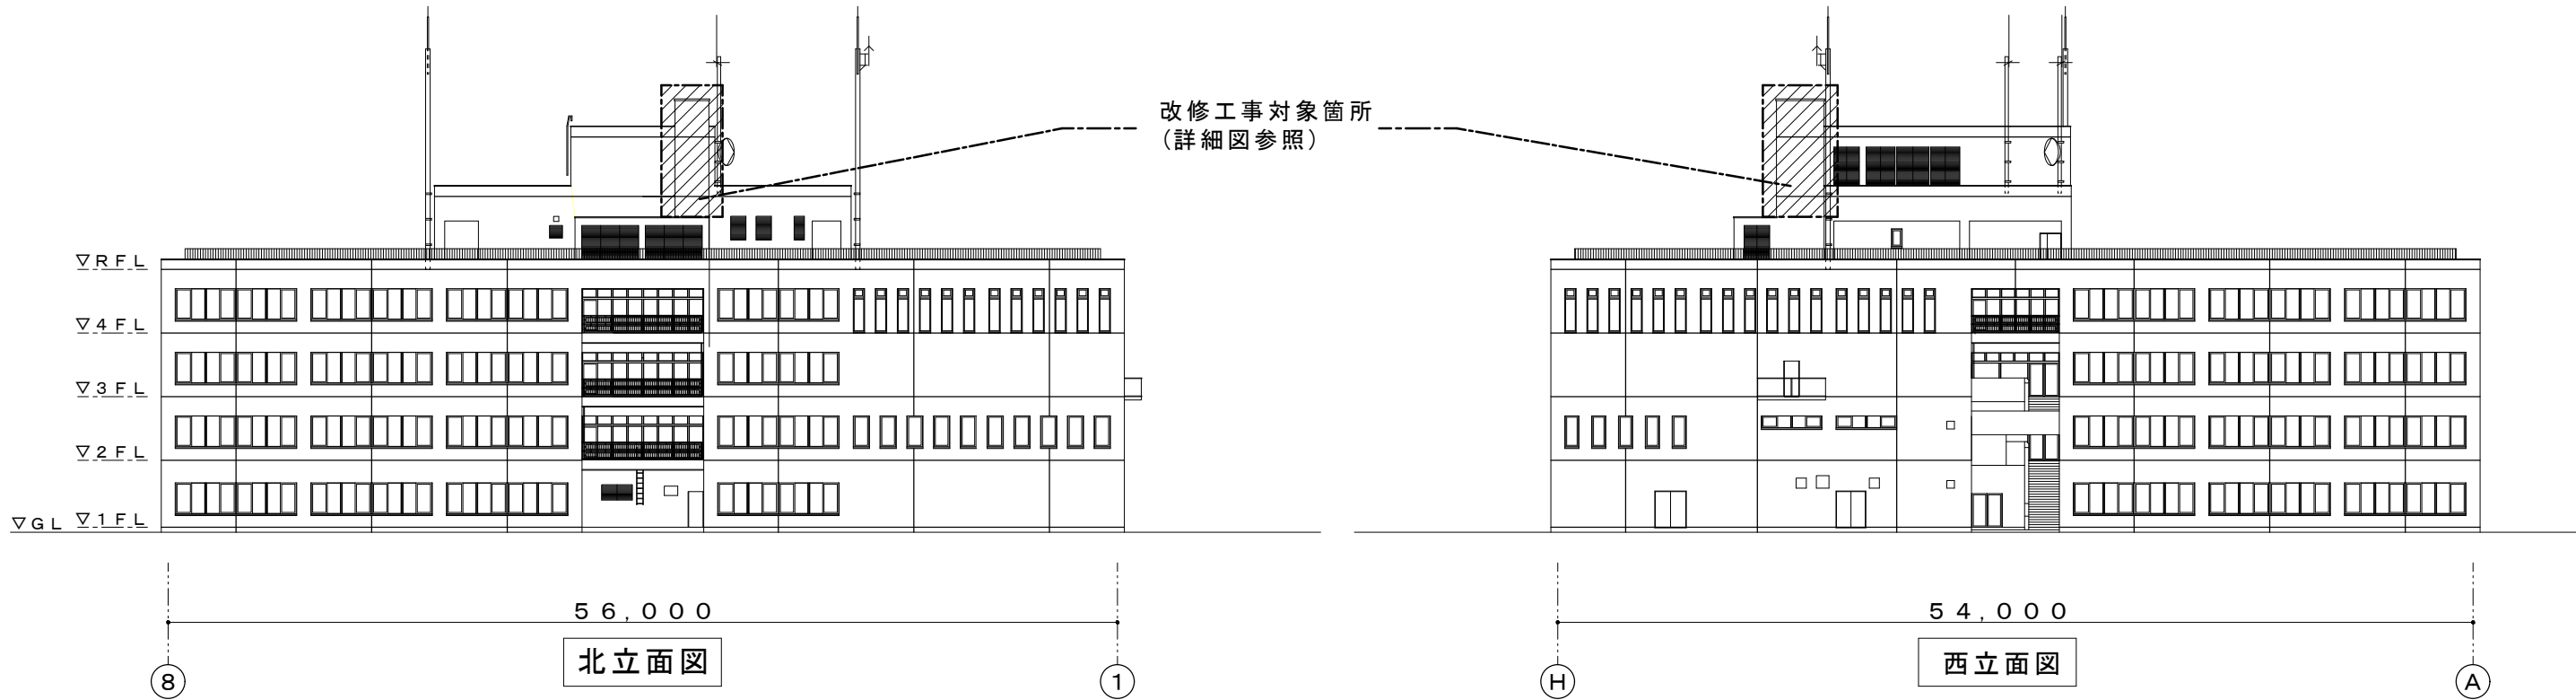 改修工事対象箇所
(詳細図参照)
▽RFL
▽4FL
▽3FL
▽2FL
▽GL ▽1FL
56,000
54,000
北立面図
西立面図
8
1
H
A